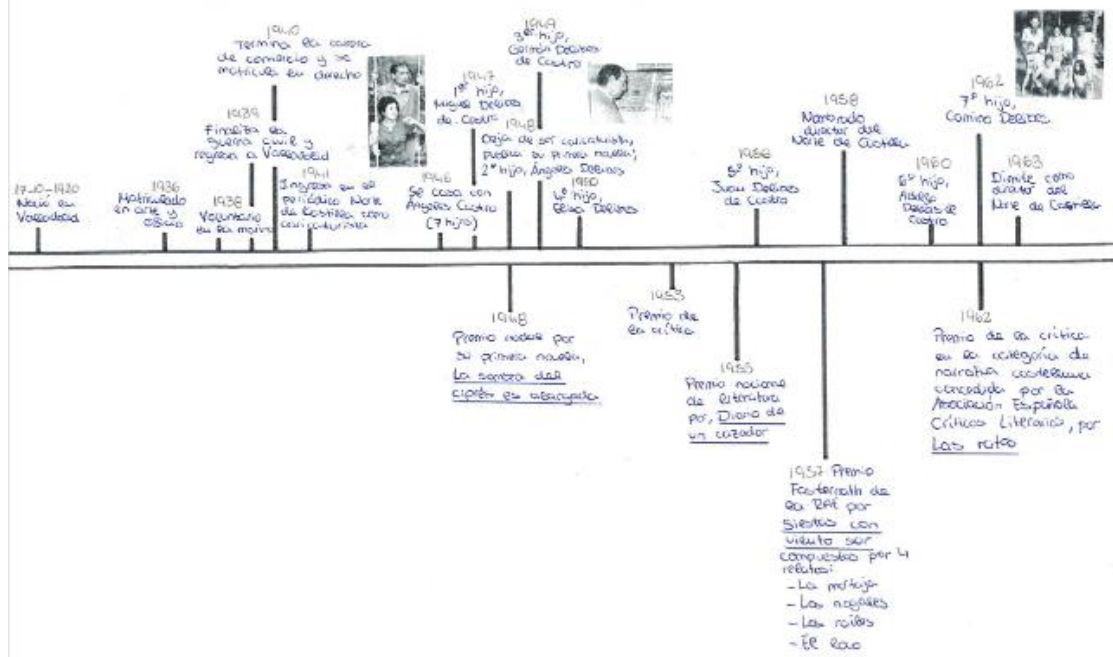 17-10-1920
Nació en
Valladolid
1936
Matriculado
en arte y
oficio
1938
Voluntario
en la marina
1939
Finaliza la
guerra civil y
regresa a Valladolid
1940
Termina la carrera
de comercio y se
matricula en derecho
1941
Ingresa en el
periódico Norte
de Castilla como
caricaturista
1946
Se casa con
Ángeles Castro
(7 hijos)
1947
1er hijo,
Miguel Delibes
de Castro
1948
Deja de ser caricaturista,
publica su primera novela,
2º hijo, Ángeles Delibes
1949
3er hijo,
Germán Delibes
de Castro
1950
4º hijo,
Elisa Delibes
1956
5º hijo,
Juan Delibes
de Castro
1958
Nombrado
director del
Norte de Castilla
1960
6º hijo,
Adolfo
Delibes de
Castro
1962
7º hijo,
Camino Delibes
1963
Dimite como
director del
Norte de Castilla
1948
Premio nadal por
su primera novela,
La sombra del
ciprés es alargada
1953
Premio de
la crítica
1955
Premio nacional
de literatura
por, Diario de
un cazador
1957 Premio
Fastenrath de
la RAE por
Siestas con
viento sur
compuestas por 4
relatos:
- La mortaja
- Los nogales
- Los raíles
- El loco
1962
Premio de la crítica
en la categoría de
narrativa castellana
concedida por la
Asociación Española
Críticos Literarios, por
Las ratas